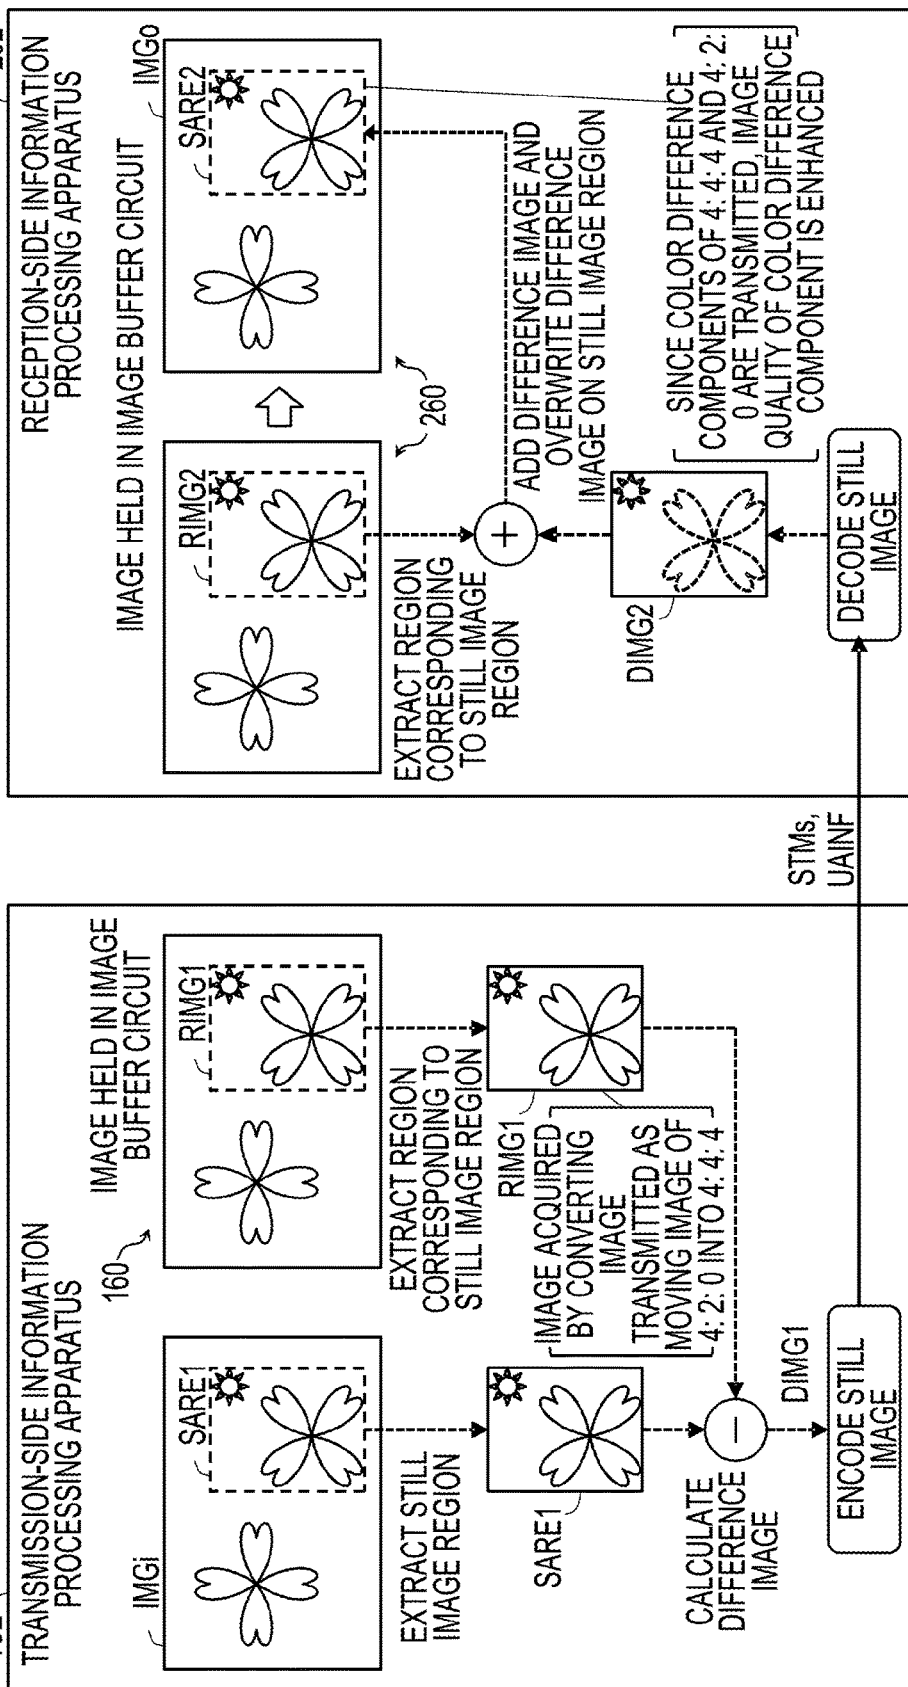 TRANSMISSION-SIDE INFORMATION
PROCESSING APPARATUS
IMGi
SARE1
EXTRACT STILL
IMAGE REGION
SARE1
CALCULATE
DIFFERENCE
IMAGE
DIMG1
ENCODE STILL
IMAGE
160
IMAGE HELD IN IMAGE
BUFFER CIRCUIT
RIMG1
EXTRACT REGION
CORRESPONDING TO
STILL IMAGE REGION
RIMG1
IMAGE ACQUIRED
BY CONVERTING
IMAGE
TRANSMITTED AS
MOVING IMAGE OF
4; 2; 0 INTO 4; 4; 4
STMs,
UAINF
RECEPTION-SIDE INFORMATION
PROCESSING APPARATUS
IMAGE HELD IN IMAGE BUFFER CIRCUIT
RIMG2
IMGo
SARE2
260
EXTRACT REGION
CORRESPONDING
TO STILL IMAGE
REGION
ADD DIFFERENCE IMAGE AND
OVERWRITE DIFFERENCE
IMAGE ON STILL IMAGE REGION
DIMG2
SINCE COLOR DIFFERENCE
COMPONENTS OF 4; 4; 4 AND 4; 2;
0 ARE TRANSMITTED, IMAGE
QUALITY OF COLOR DIFFERENCE
COMPONENT IS ENHANCED
DECODE STILL
IMAGE